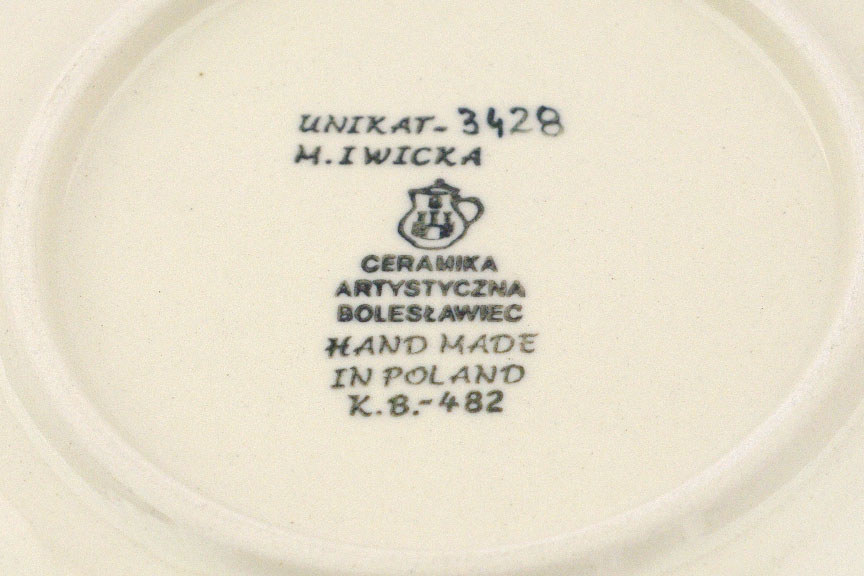 UNIKAT-3428
M.IWICKA
CERAMIKA
ARTYSTYCZNA
BOLESŁAWIEC
HAND MADE
IN POLAND
K.B.-482